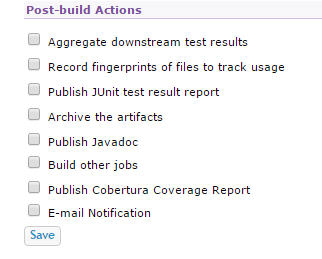 Post-build Actions
Aggregate downstream test results
Record fingerprints of files to track usage
Publish JUnit test result report
Archive the artifacts
Publish Javadoc
Build other jobs
Publish Cobertura Coverage Report
E-mail Notification
Save